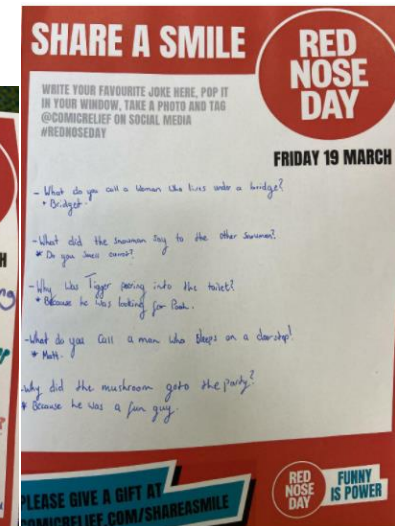 SHARE A SMILE
RED
NOSE
DAY
WRITE YOUR FAVOURITE JOKE HERE, POP IT
IN YOUR WINDOW, TAKE A PHOTO AND TAG
@COMICRELIEF ON SOCIAL MEDIA
#REDNOSEDAY
FRIDAY 19 MARCH
- What do you call a woman who lives under a bridge?
* Bridget.
- What did the snowman say to the other snowman?
* Do you smell carrots?
- Why was Tigger peering into the toilet?
* Because he was looking for Pooh.
- What do you call a man who sleeps on a doorstep!
* Matt.
- Why did the mushroom goto the party?
* Because he was a fun guy.
PLEASE GIVE A GIFT AT
COMICRELIEF.COM/SHAREASMILE
RED
NOSE
DAY
FUNNY
IS POWER